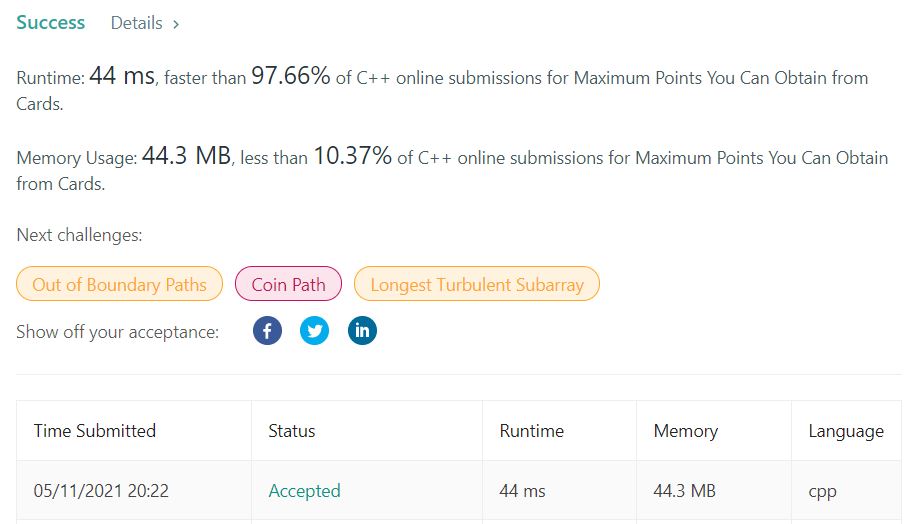 Success Details >
Runtime: 44 ms, faster than 97.66% of C++ online submissions for Maximum Points You Can Obtain from
Cards.
Memory Usage: 44.3 MB, less than 10.37% of C++ online submissions for Maximum Points You Can Obtain
from Cards.
Next challenges:
Out of Boundary Paths Coin Path Longest Turbulent Subarray
Show off your acceptance: f in
Time Submitted Status Runtime Memory Language
05/11/2021 20:22 Accepted 44 ms 44.3 MB cpp